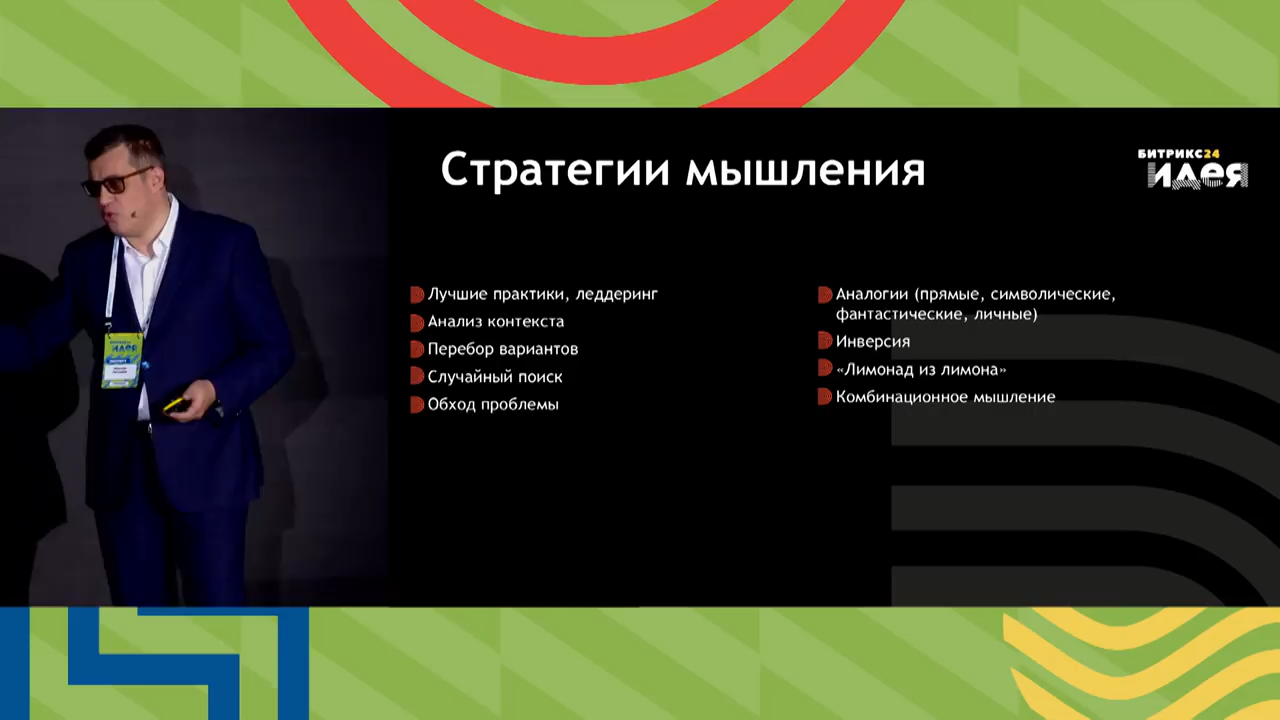 Стратегии мышления
БИТРИКС24
идея
Лучшие практики, леддеринг
Анализ контекста
Перебор вариантов
Случайный поиск
Обход проблемы
Аналогии (прямые, символические,
фантастические, личные)
Инверсия
«Лимонад из лимона»
Комбинационное мышление
идея